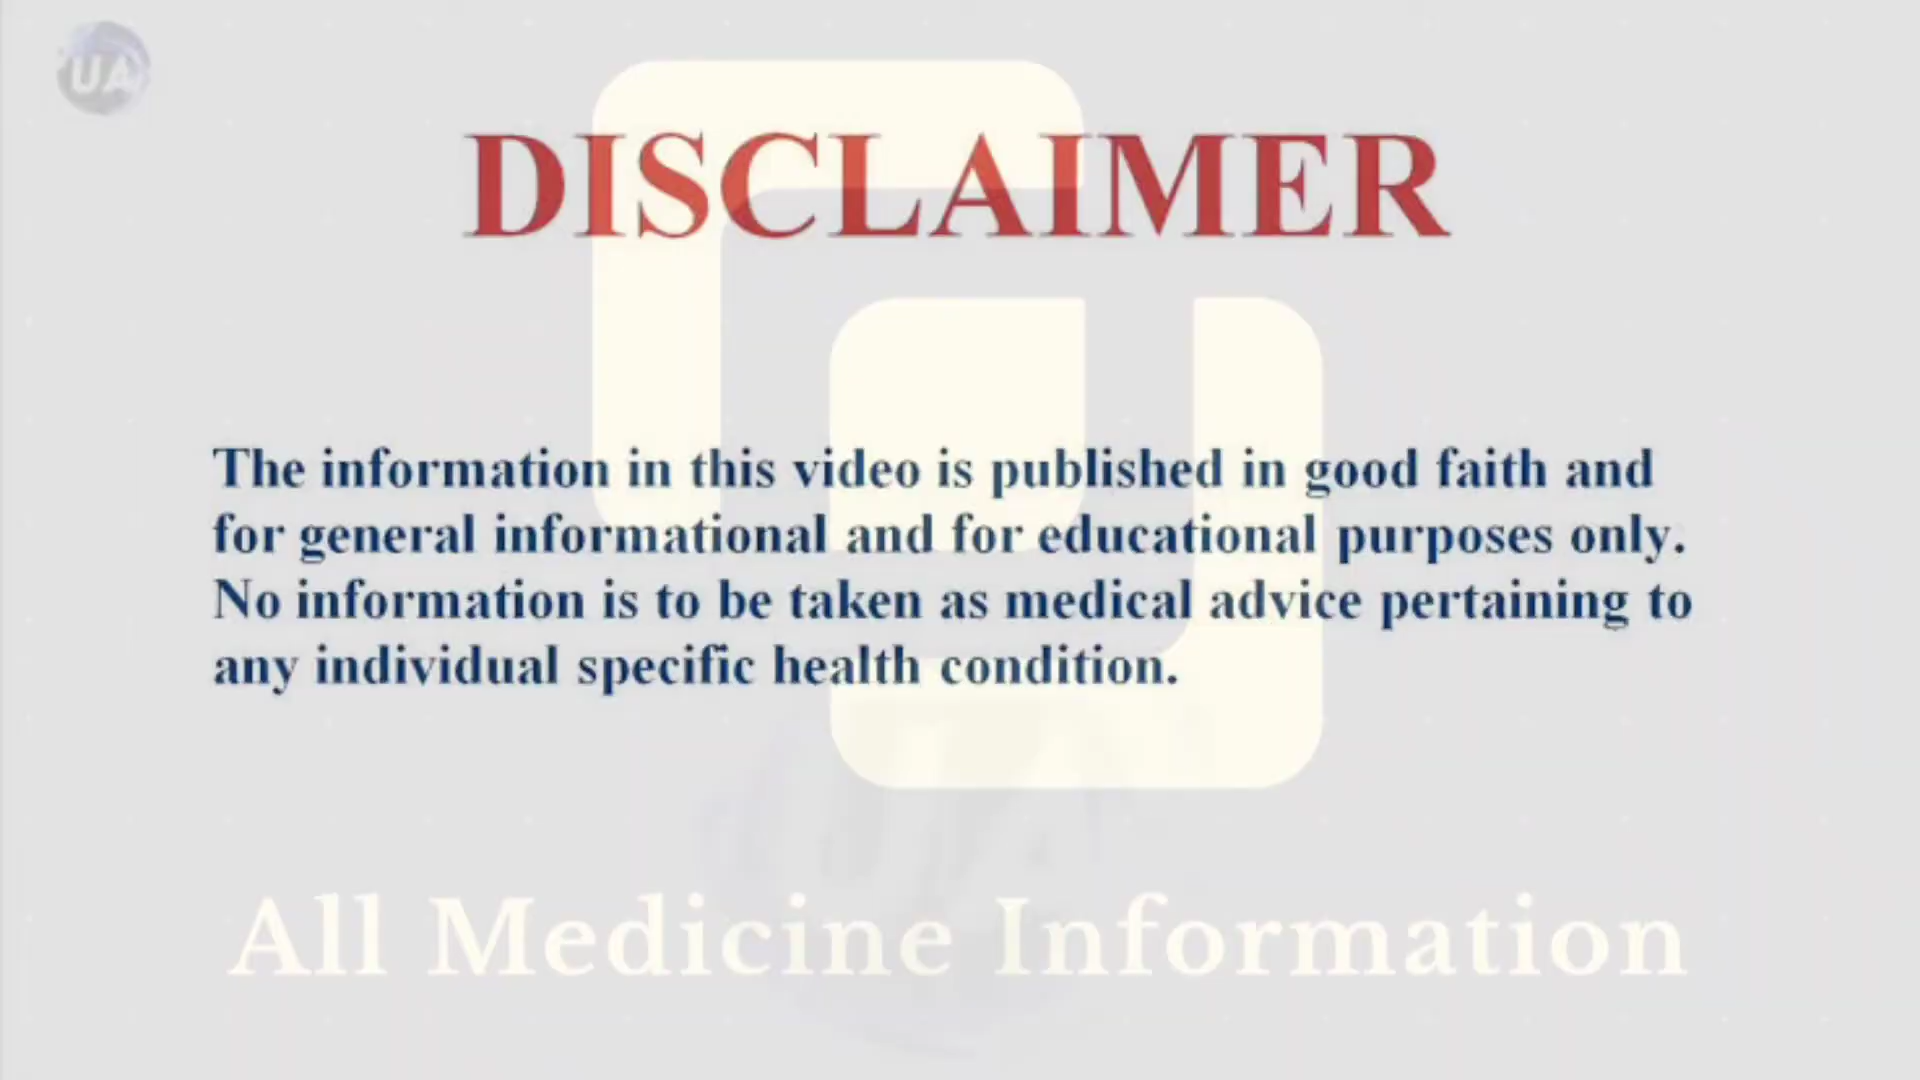 UA
DISCLAIMER
The information in this video is published in good faith and
for general informational and for educational purposes only.
No information is to be taken as medical advice pertaining to
any individual specific health condition.
UA
All Medicine Information